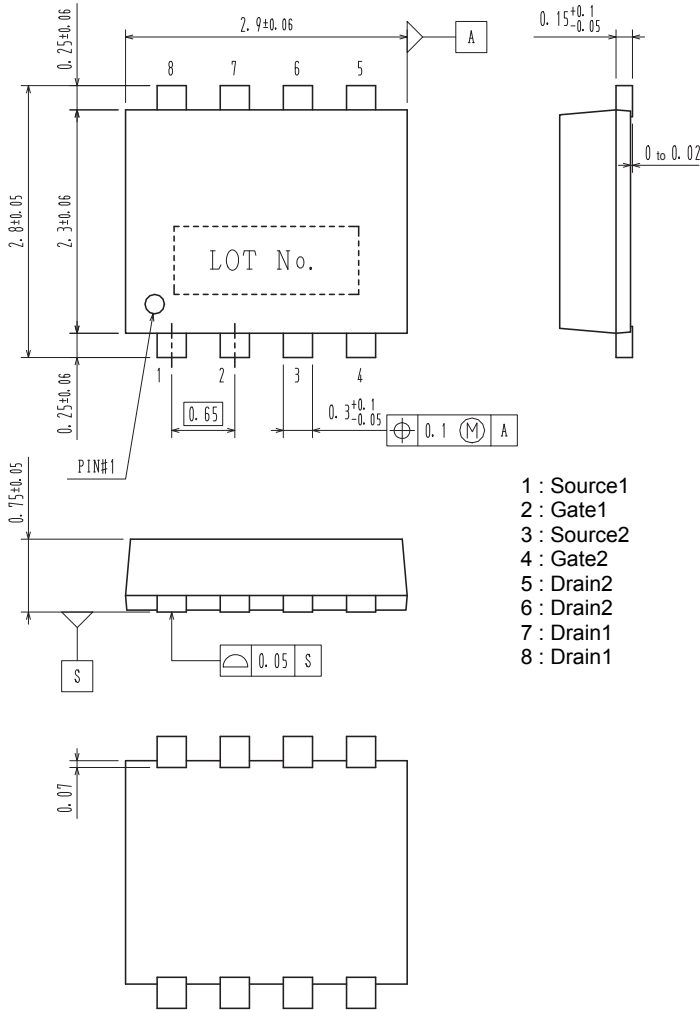 2.9±0.06
A
0.15+0.1 -0.05
0.25±0.06
8 7 6 5
0 to 0.02
2.8±0.05
2.3±0.06
LOT No.
0.25±0.06
1 2 3 4
0.65
0.3+0.1 -0.05
0.1 M A
PIN#1
0.75±0.05
S
0.05 S
1 : Source1
2 : Gate1
3 : Source2
4 : Gate2
5 : Drain2
6 : Drain2
7 : Drain1
8 : Drain1
0.07